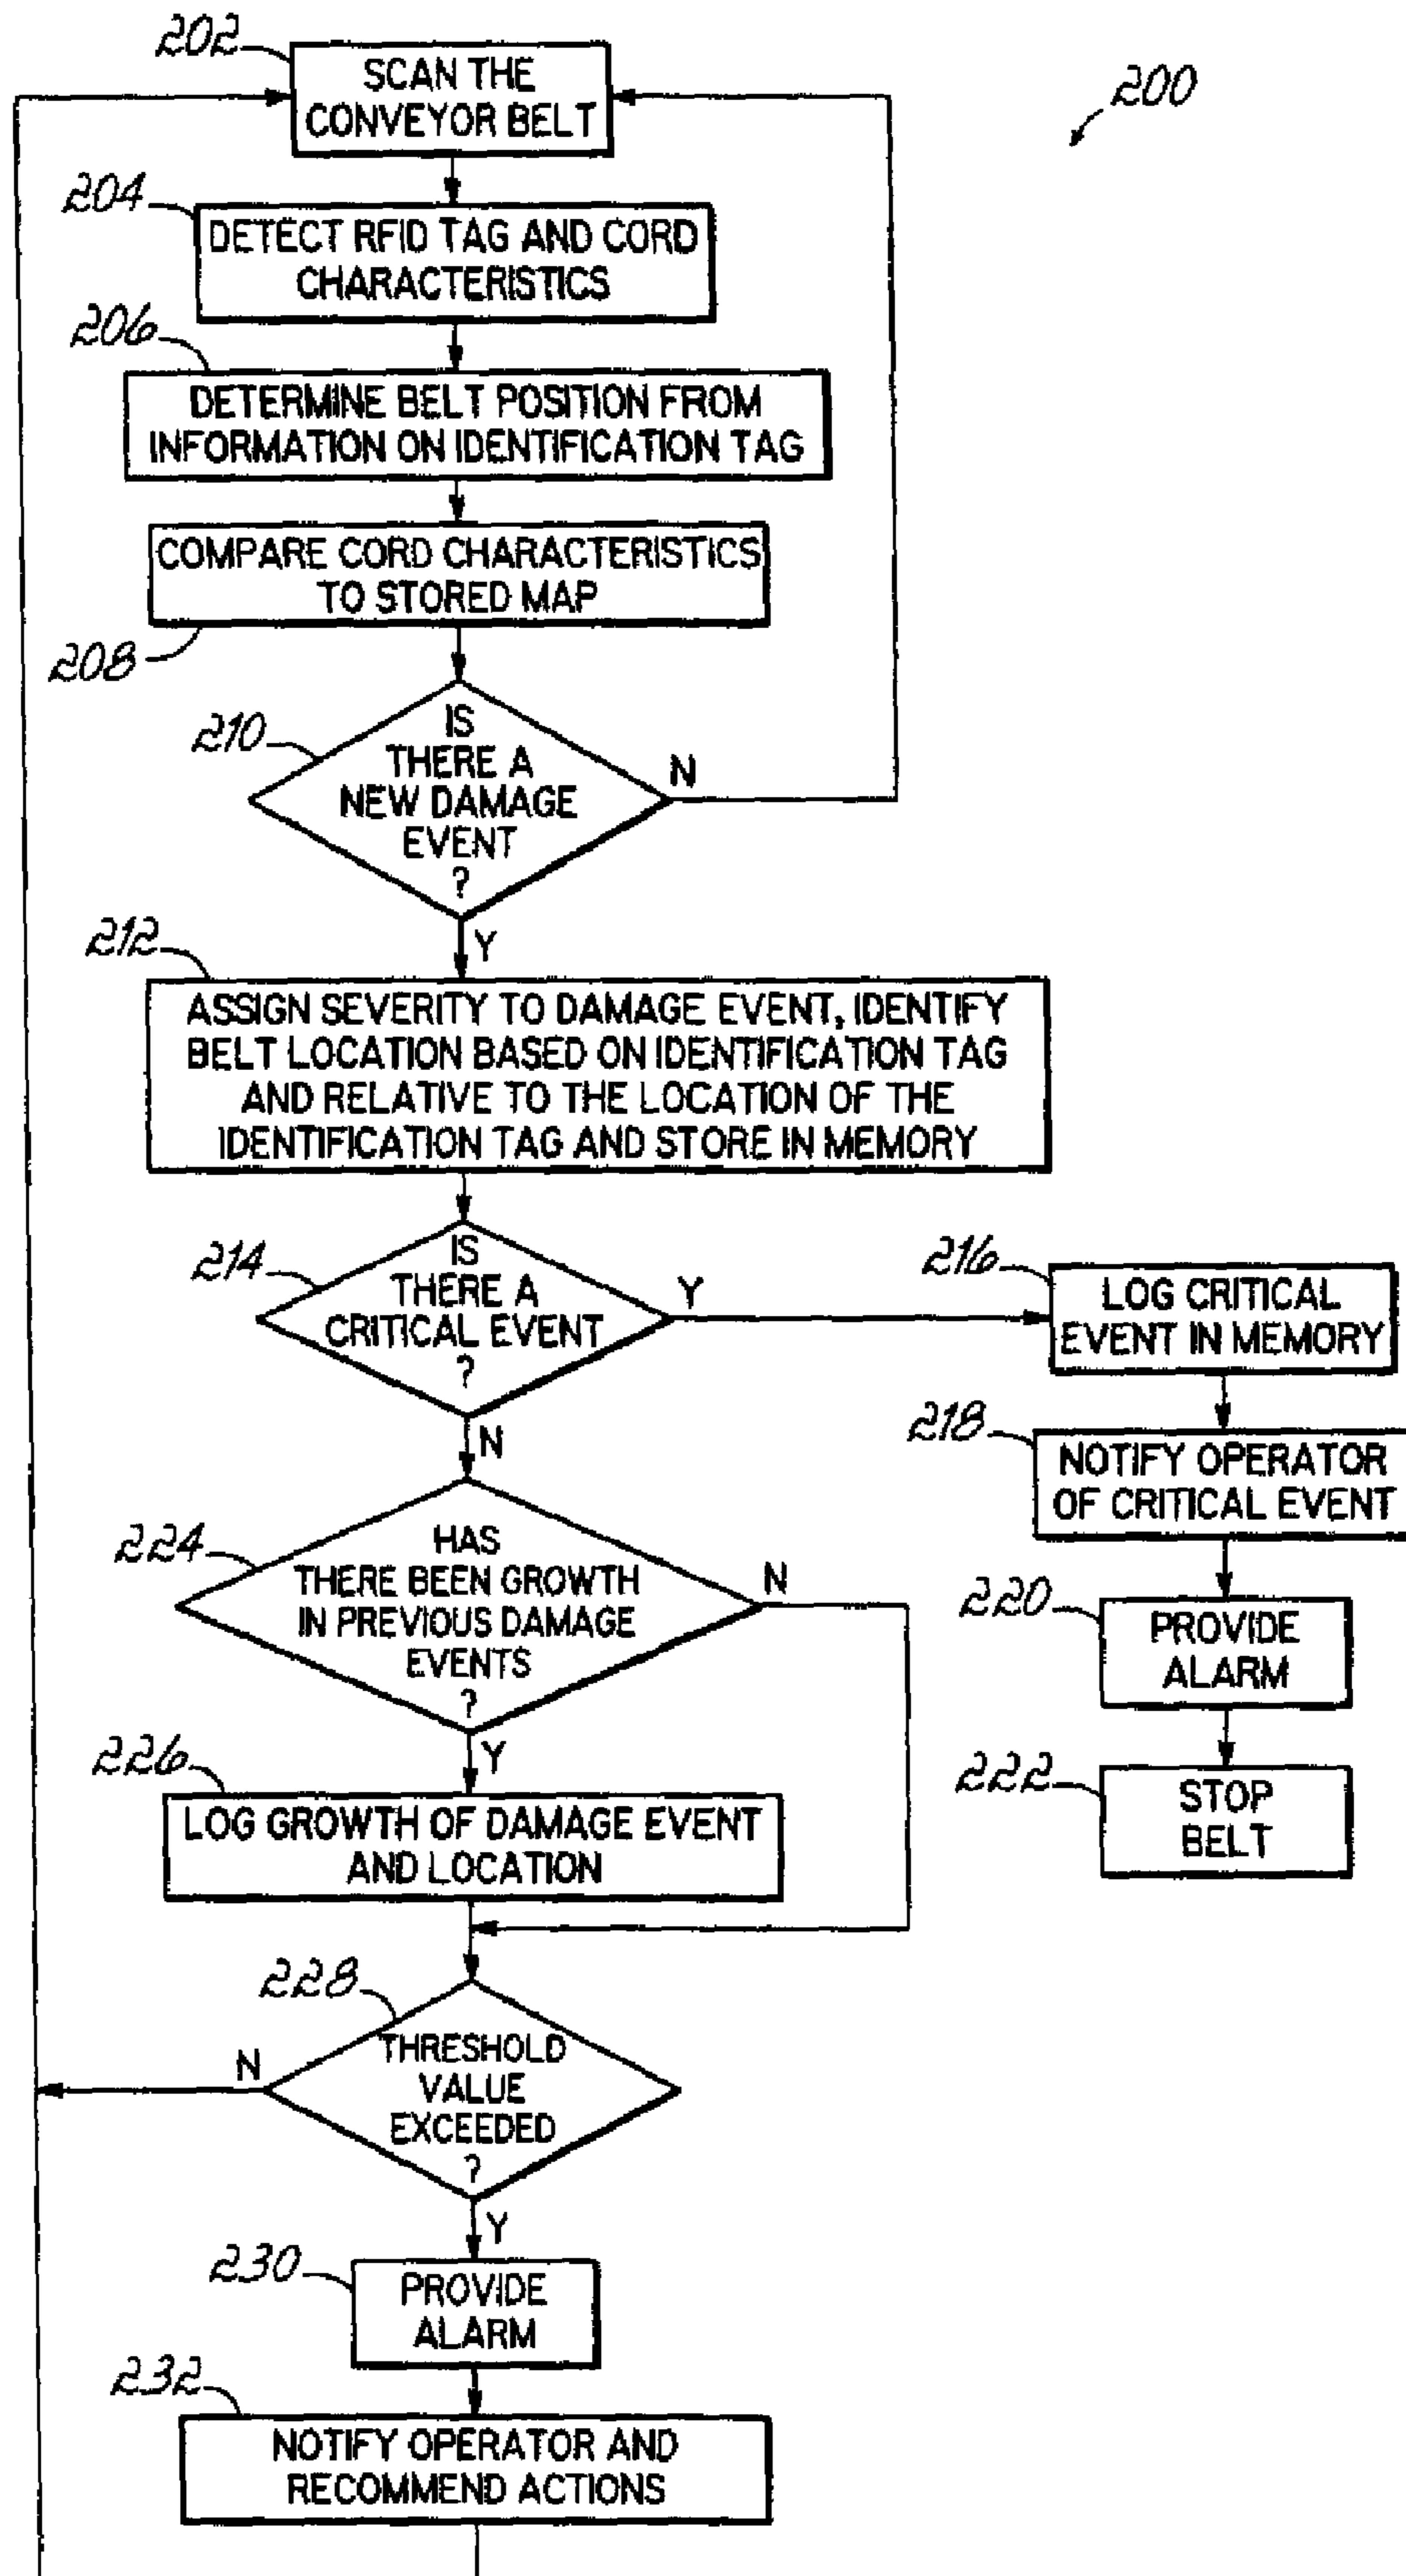 202
SCAN THE
CONVEYOR BELT
200
204
DETECT RFID TAG AND CORD
CHARACTERISTICS
206
DETERMINE BELT POSITION FROM
INFORMATION ON IDENTIFICATION TAG
COMPARE CORD CHARACTERISTICS
TO STORED MAP
208
210
IS
THERE A
NEW DAMAGE
EVENT
?
N
Y
212
ASSIGN SEVERITY TO DAMAGE EVENT, IDENTIFY
BELT LOCATION BASED ON IDENTIFICATION TAG
AND RELATIVE TO THE LOCATION OF THE
IDENTIFICATION TAG AND STORE IN MEMORY
214
IS
THERE A
CRITICAL EVENT
?
Y
N
216
LOG CRITICAL
EVENT IN MEMORY
218
NOTIFY OPERATOR
OF CRITICAL EVENT
220
PROVIDE
ALARM
222
STOP
BELT
224
HAS
THERE BEEN GROWTH
IN PREVIOUS DAMAGE
EVENTS
?
N
Y
226
LOG GROWTH OF DAMAGE EVENT
AND LOCATION
228
THRESHOLD
VALUE
EXCEEDED
?
N
Y
230
PROVIDE
ALARM
232
NOTIFY OPERATOR AND
RECOMMEND ACTIONS